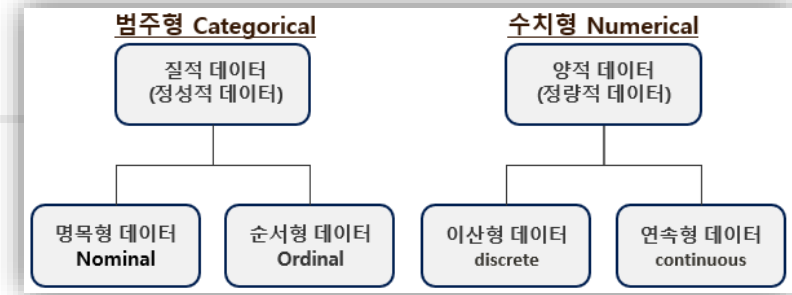 범주형 Categorical
질적 데이터
(정성적 데이터)
명목형 데이터
Nominal
순서형 데이터
Ordinal
수치형 Numerical
양적 데이터
(정량적 데이터)
이산형 데이터
discrete
연속형 데이터
continuous